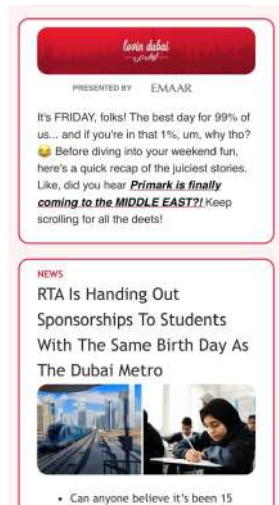 lovin dubai
PRESENTED BY EMAAR
It's FRIDAY, folks! The best day for 99% of
us... and if you're in that 1%, um, why tho?
😂 Before diving into your weekend fun,
here's a quick recap of the juiciest stories.
Like, did you hear Primark is finally
coming to the MIDDLE EAST?! Keep
scrolling for all the deets!
NEWS
RTA Is Handing Out
Sponsorships To Students
With The Same Birth Day As
The Dubai Metro
• Can anyone believe it's been 15